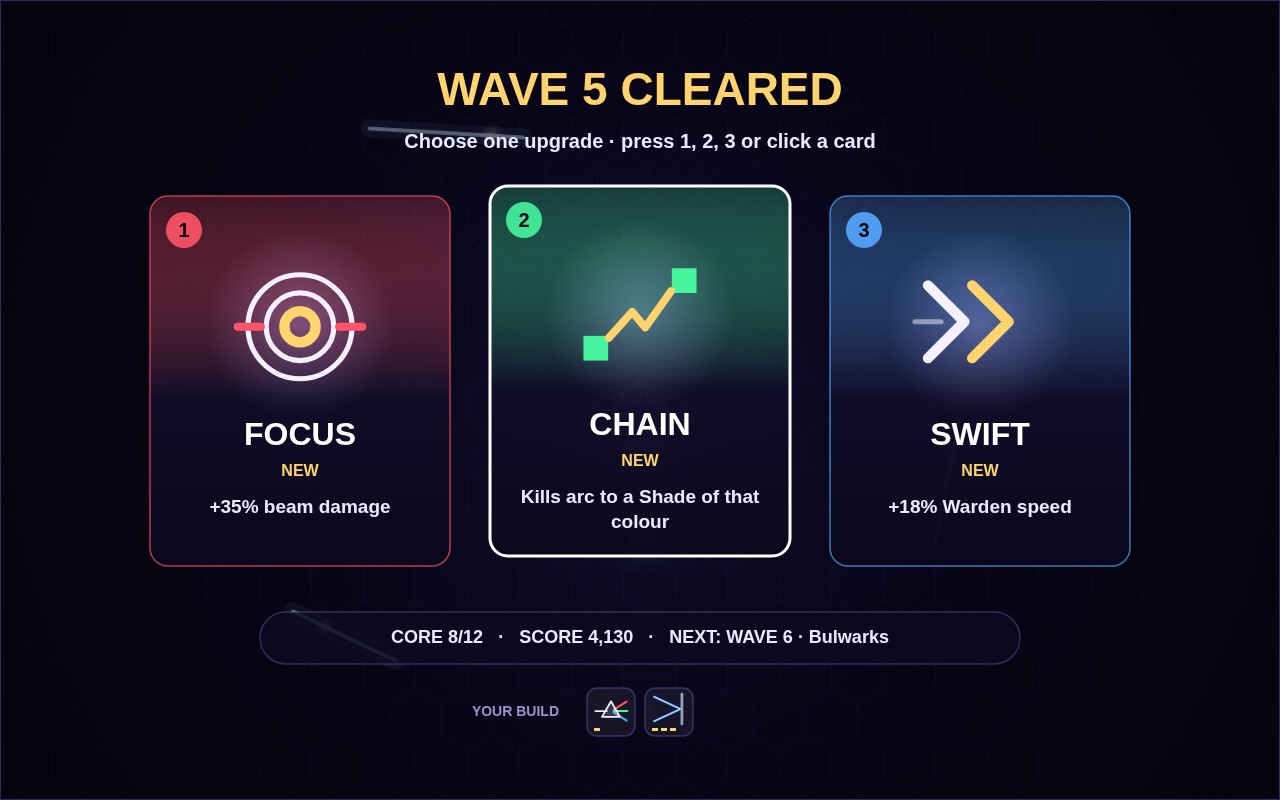 WAVE 5 CLEARED
Choose one upgrade · press 1, 2, 3 or click a card
1
FOCUS
NEW
+35% beam damage
2
CHAIN
NEW
Kills arc to a Shade of that
colour
3
SWIFT
NEW
+18% Warden speed
CORE 8/12 · SCORE 4,130 · NEXT: WAVE 6 · Bulwarks
YOUR BUILD